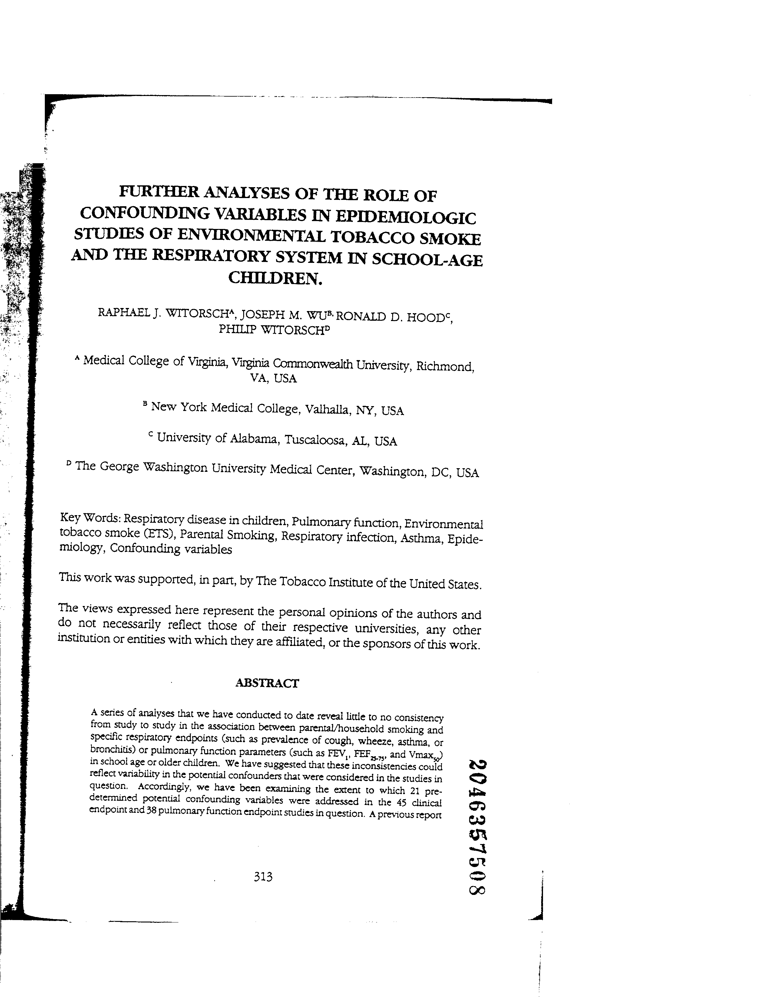 FURTHER ANALYSES OF THE ROLE OF
CONFOUNDING VARIABLES IN EPIDEMIOLOGIC
STUDIES OF ENVIRONMENTAL TOBACCO SMOKE
AND THE RESPIRATORY SYSTEM IN SCHOOL-AGE
CHILDREN.
RAPHAEL J. WITORSCHᴬ, JOSEPH M. WUᴮ, RONALD D. HOODᶜ,
PHILIP WITORSCHᴰ
ᴬ Medical College of Virginia, Virginia Commonwealth University, Richmond,
VA, USA
ᴮ New York Medical College, Valhalla, NY, USA
ᶜ University of Alabama, Tuscaloosa, AL, USA
ᴰ The George Washington University Medical Center, Washington, DC, USA
Key Words: Respiratory disease in children, Pulmonary function, Environmental
tobacco smoke (ETS), Parental Smoking, Respiratory infection, Asthma, Epide-
miology, Confounding variables
This work was supported, in part, by The Tobacco Institute of the United States.
The views expressed here represent the personal opinions of the authors and
do not necessarily reflect those of their respective universities, any other
institution or entities with which they are affiliated, or the sponsors of this work.
ABSTRACT
A series of analyses that we have conducted to date reveal little to no consistency
from study to study in the association between parental/household smoking and
specific respiratory endpoints (such as prevalence of cough, wheeze, asthma, or
bronchitis) or pulmonary function parameters (such as FEV₁, FEF₂₅₋₇₅, and Vmax₅₀)
in school age or older children. We have suggested that these inconsistencies could
reflect variability in the potential confounders that were considered in the studies in
question. Accordingly, we have been examining the extent to which 21 pre-
determined potential confounding variables were addressed in the 45 clinical
endpoint and 38 pulmonary function endpoint studies in question. A previous report
313
2046357508